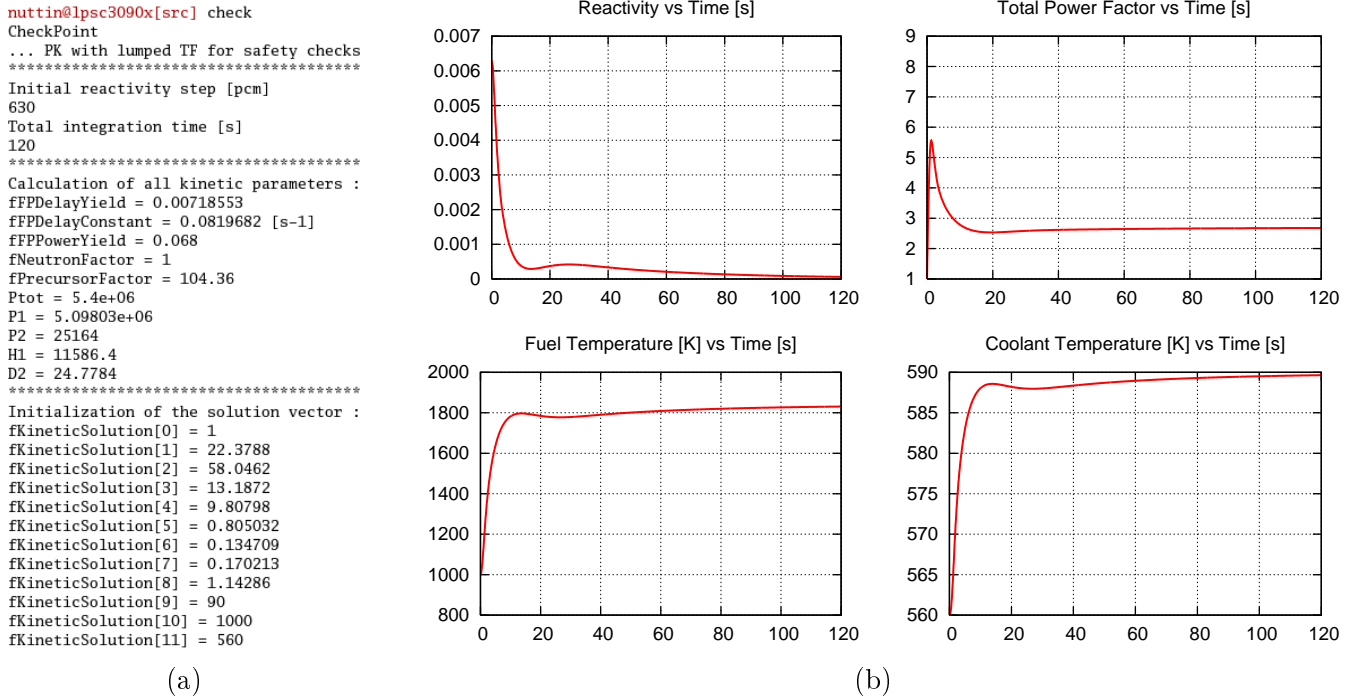 nuttin@lpsc3090x[src] check
CheckPoint
... PK with lumped TF for safety checks
***************************************
Initial reactivity step [pcm]
630
Total integration time [s]
120
***************************************
Calculation of all kinetic parameters :
fFPDelayYield = 0.00718553
fFPDelayConstant = 0.0819682 [s-1]
fFPPowerYield = 0.068
fNeutronFactor = 1
fPrecursorFactor = 104.36
Ptot = 5.4e+06
P1 = 5.09803e+06
P2 = 25164
H1 = 11586.4
D2 = 24.7784
***************************************
Initialization of the solution vector :
fKineticSolution[0] = 1
fKineticSolution[1] = 22.3788
fKineticSolution[2] = 58.0462
fKineticSolution[3] = 13.1872
fKineticSolution[4] = 9.80798
fKineticSolution[5] = 0.805032
fKineticSolution[6] = 0.134709
fKineticSolution[7] = 0.170213
fKineticSolution[8] = 1.14286
fKineticSolution[9] = 90
fKineticSolution[10] = 1000
fKineticSolution[11] = 560
(a)
Reactivity vs Time [s]
0.007
0.006
0.005
0.004
0.003
0.002
0.001
0
0 20 40 60 80 100 120
Total Power Factor vs Time [s]
9
8
7
6
5
4
3
2
1
0 20 40 60 80 100 120
Fuel Temperature [K] vs Time [s]
2000
1800
1600
1400
1200
1000
800
0 20 40 60 80 100 120
Coolant Temperature [K] vs Time [s]
590
585
580
575
570
565
560
0 20 40 60 80 100 120
(b)